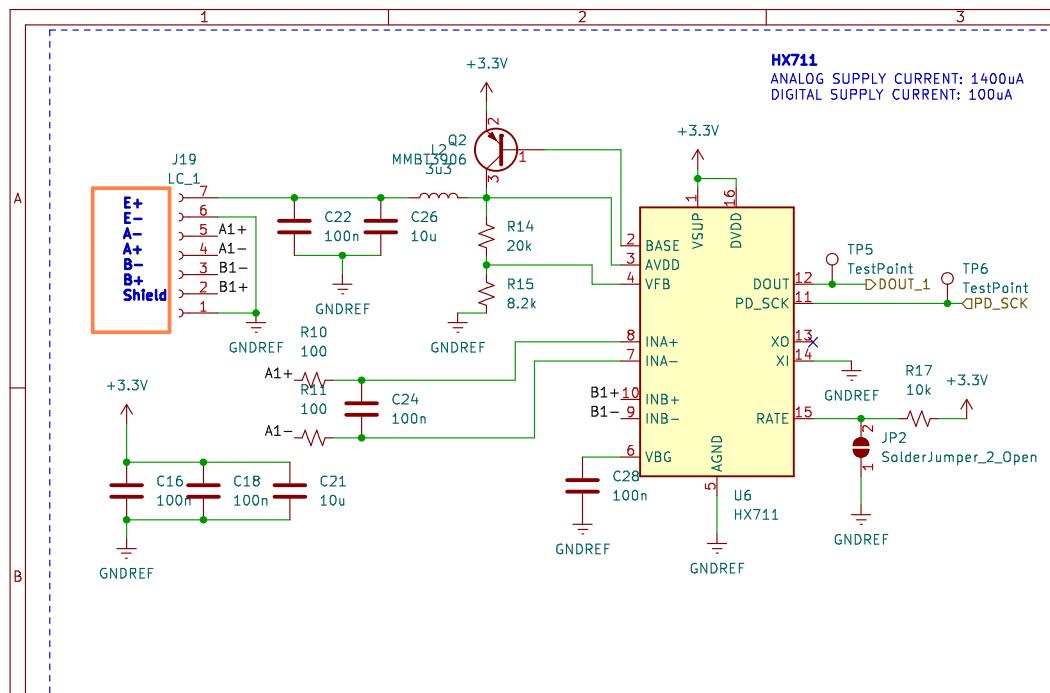 1
2
3
A
B
HX711
ANALOG SUPPLY CURRENT: 1400uA
DIGITAL SUPPLY CURRENT: 100uA
+3.3V
2
Q2
MMBT3906
1
3
L2
3u3
J19
LC_1
E+
E-
A-
A+
B-
B+
Shield
7
6
5 A1+
4 A1-
3 B1-
2 B1+
1
GNDREF
C22
100n
C26
10u
GNDREF
R14
20k
R15
8.2k
GNDREF
+3.3V
1
16
VSUP
DVDD
2 BASE
3 AVDD
4 VFB
8 INA+
7 INA-
B1+ 10 INB+
B1- 9 INB-
6 VBG
AGND
5
DOUT 12
PD_SCK 11
XO 13
XI 14
RATE 15
U6
HX711
GNDREF
TP5
TestPoint
DOUT_1
TP6
TestPoint
PD_SCK
GNDREF
R17
10k
+3.3V
2
JP2
SolderJumper_2_Open
1
GNDREF
R10
100
A1+
R11
100
A1-
C24
100n
C28
100n
GNDREF
+3.3V
C16
100n
C18
100n
C21
10u
GNDREF